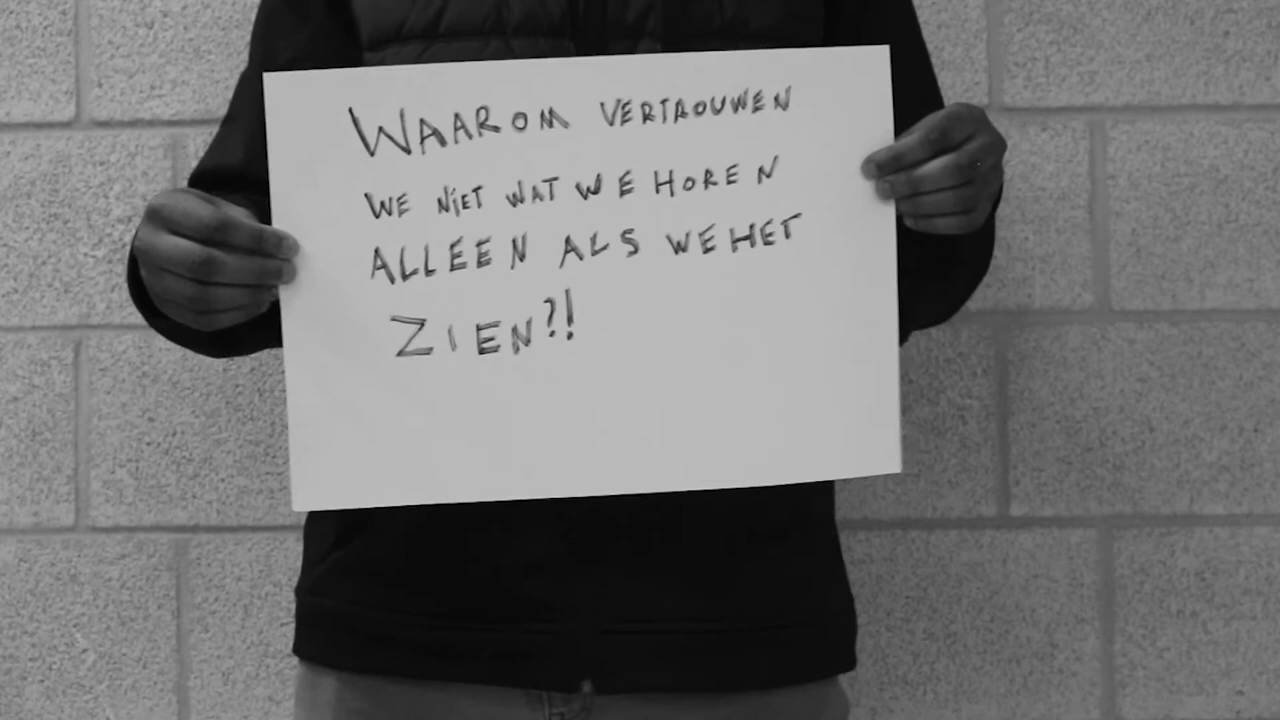 WAAROM VERTROUWEN
WE NIET WAT WE HOREN
ALLEEN ALS WE HET
ZIEN?!